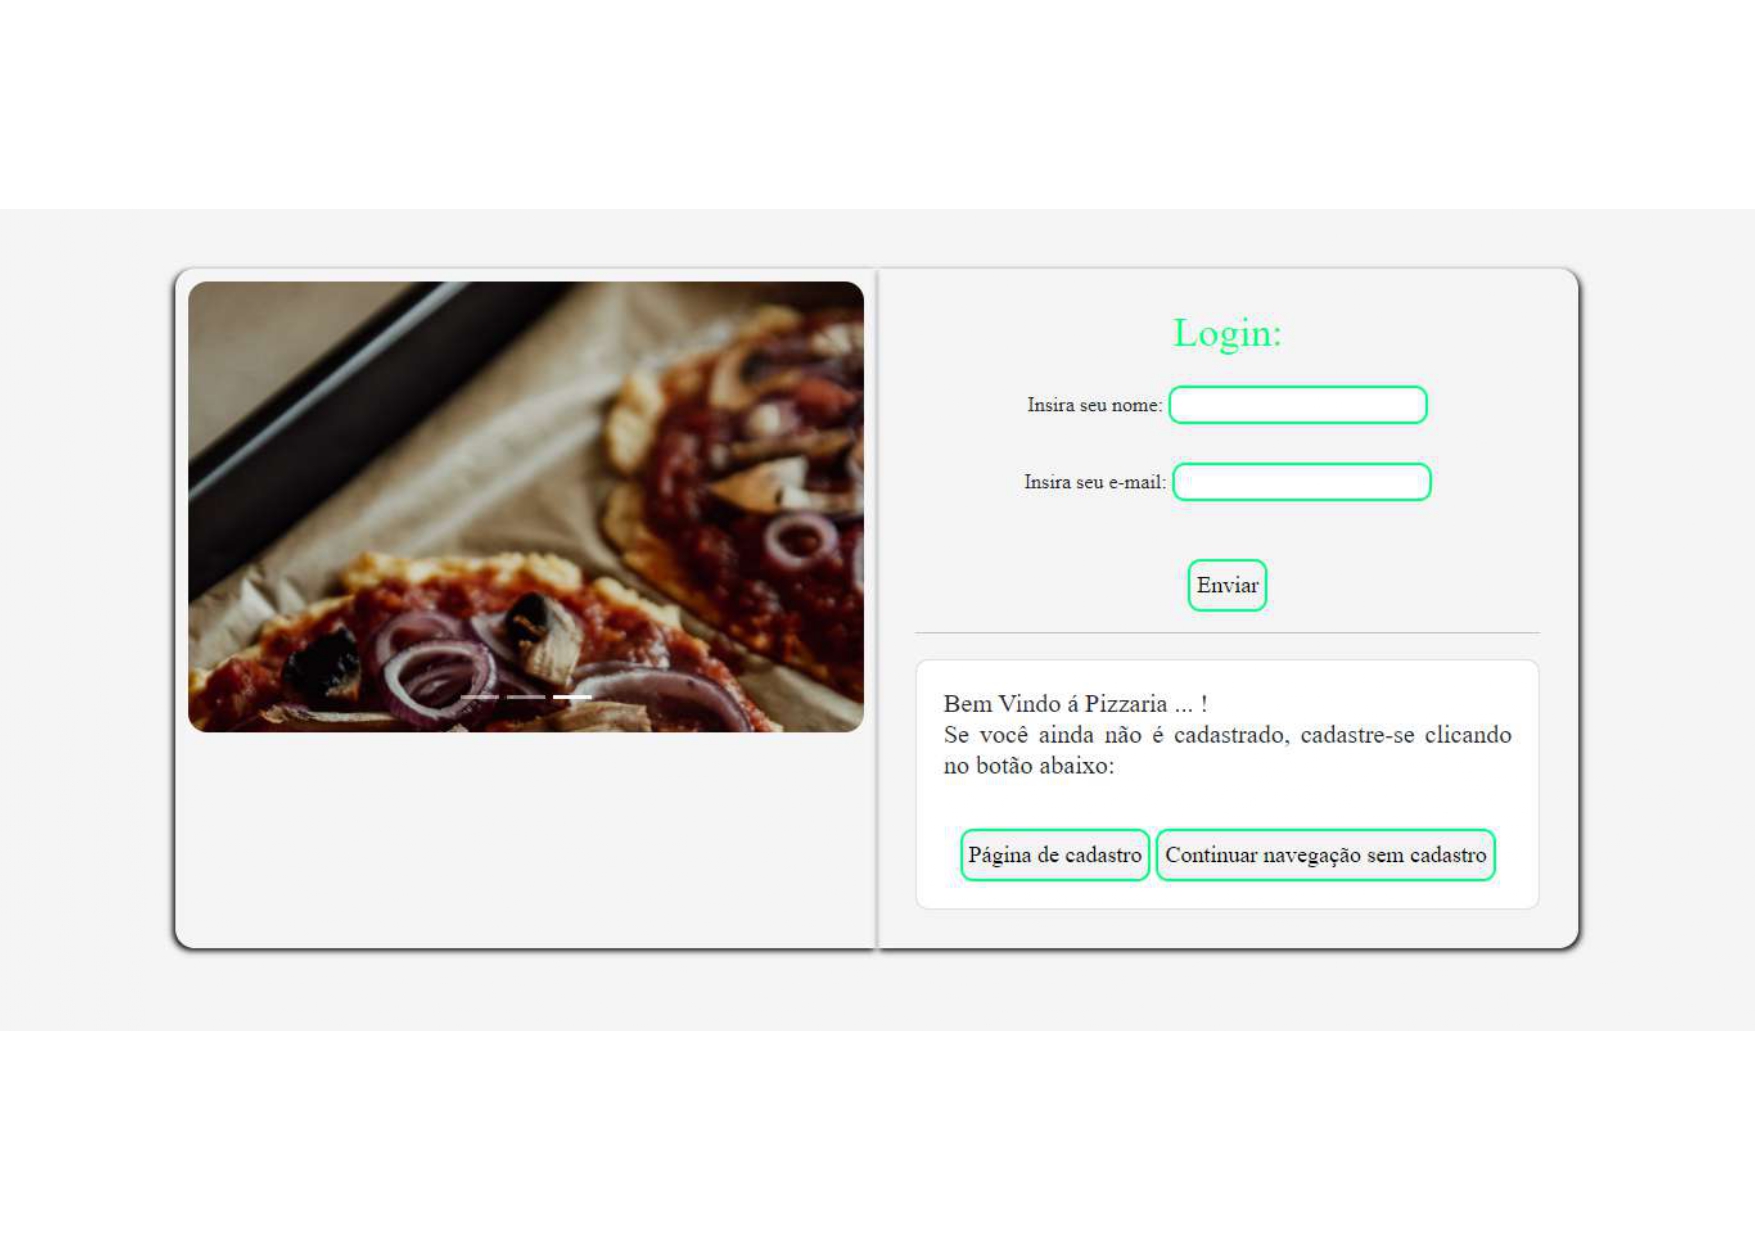 Login:
Insira seu nome:
Insira seu e-mail:
Enviar
Bem Vindo á Pizzaria ... !
Se você ainda não é cadastrado, cadastre-se clicando
no botão abaixo:
Página de cadastro
Continuar navegação sem cadastro